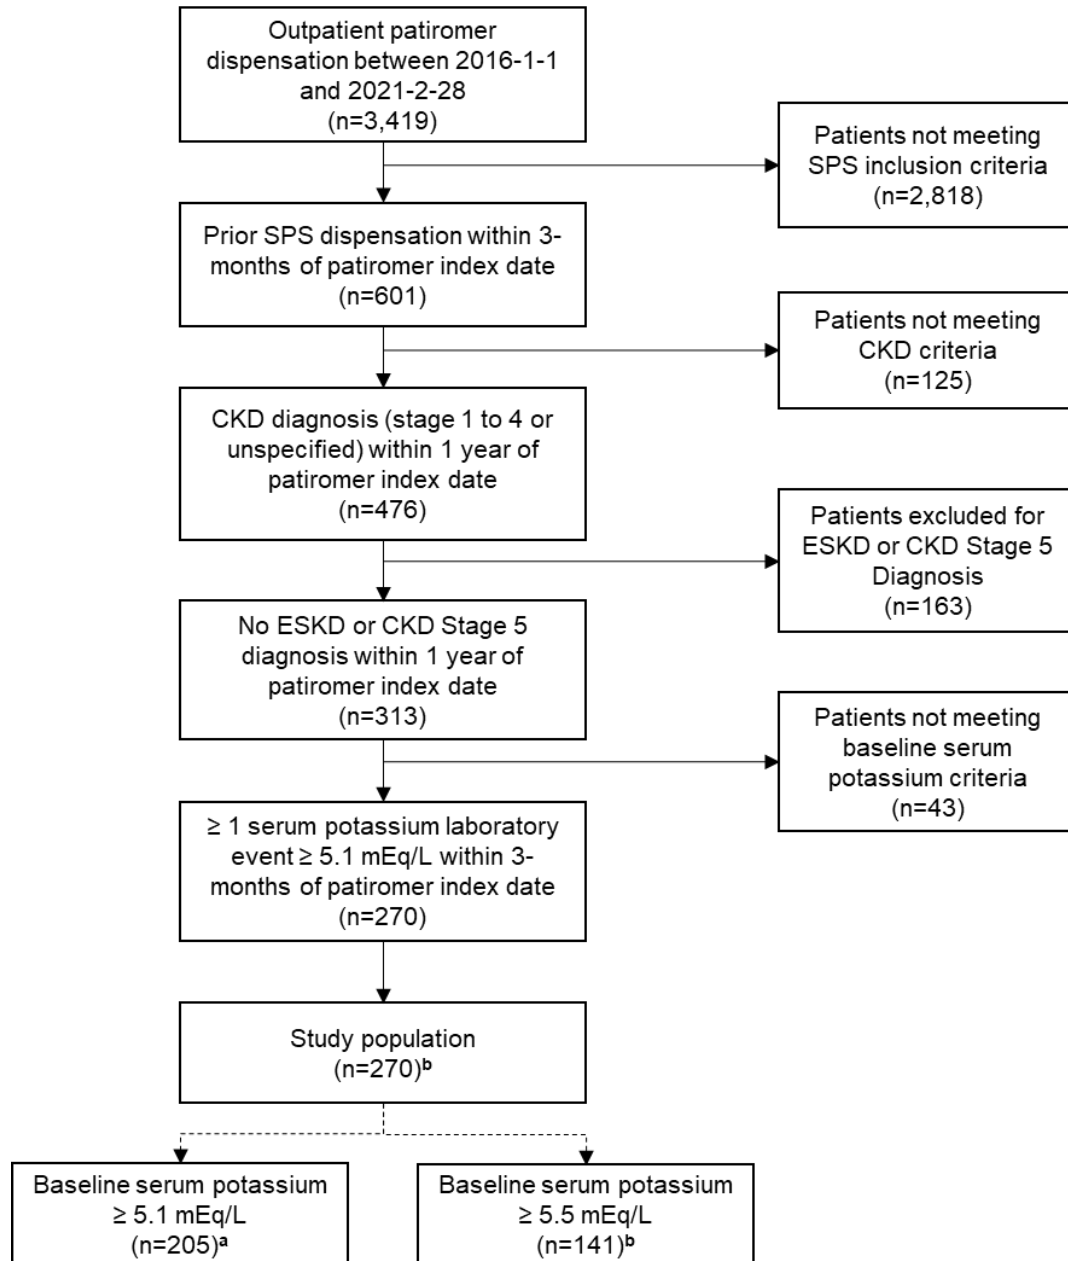 Outpatient patiromer
dispensation between 2016-1-1
and 2021-2-28
(n=3,419)
Patients not meeting
SPS inclusion criteria
(n=2,818)
Prior SPS dispensation within 3-
months of patiromer index date
(n=601)
Patients not meeting
CKD criteria
(n=125)
CKD diagnosis (stage 1 to 4 or
unspecified) within 1 year of
patiromer index date
(n=476)
Patients excluded for
ESKD or CKD Stage 5
Diagnosis
(n=163)
No ESKD or CKD Stage 5
diagnosis within 1 year of
patiromer index date
(n=313)
Patients not meeting
baseline serum
potassium criteria
(n=43)
≥ 1 serum potassium laboratory
event ≥ 5.1 mEq/L within 3-
months of patiromer index date
(n=270)
Study population
(n=270)ᵇ
Baseline serum potassium
≥ 5.1 mEq/L
(n=205)ᵃ
Baseline serum potassium
≥ 5.5 mEq/L
(n=141)ᵇ